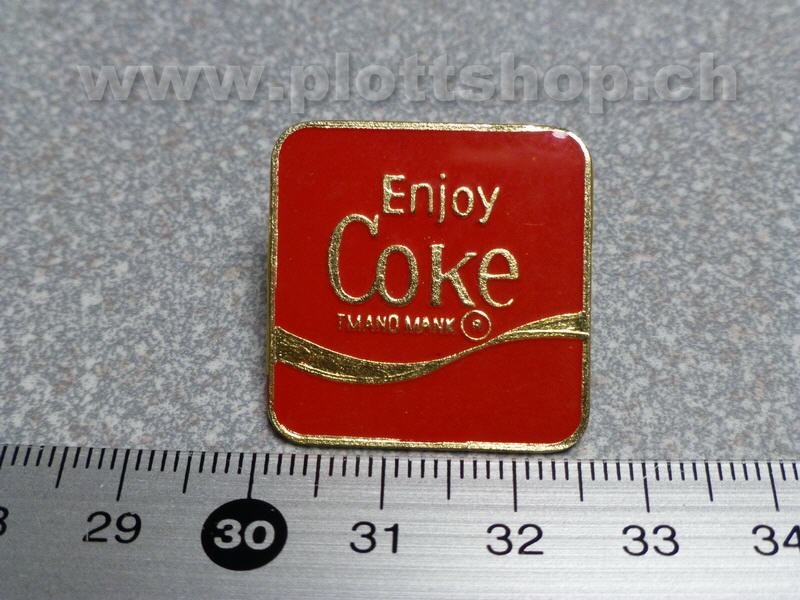 www.plottshop.ch
Enjoy
Coke
TMANO MANK ®
29 30 31 32 33 34